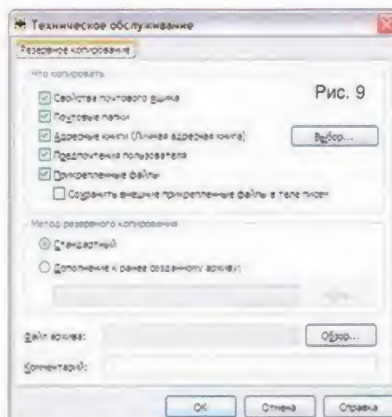 Техническое обслуживание
Резервное копирование
Что копировать
Рис. 9
Свойства почтового ящика
Почтовые папки
Адресные книги (Личная адресная книга)
Выбор...
Предпочтения пользователя
Прикрепленные файлы
Сохранить внешние прикрепленные файлы в теле писем
Метод резервного копирования
Стандартный
Дополнение к ранее созданному архиву:
Файл архива:
Обзор...
Комментарий:
OK
Отмена
Справка